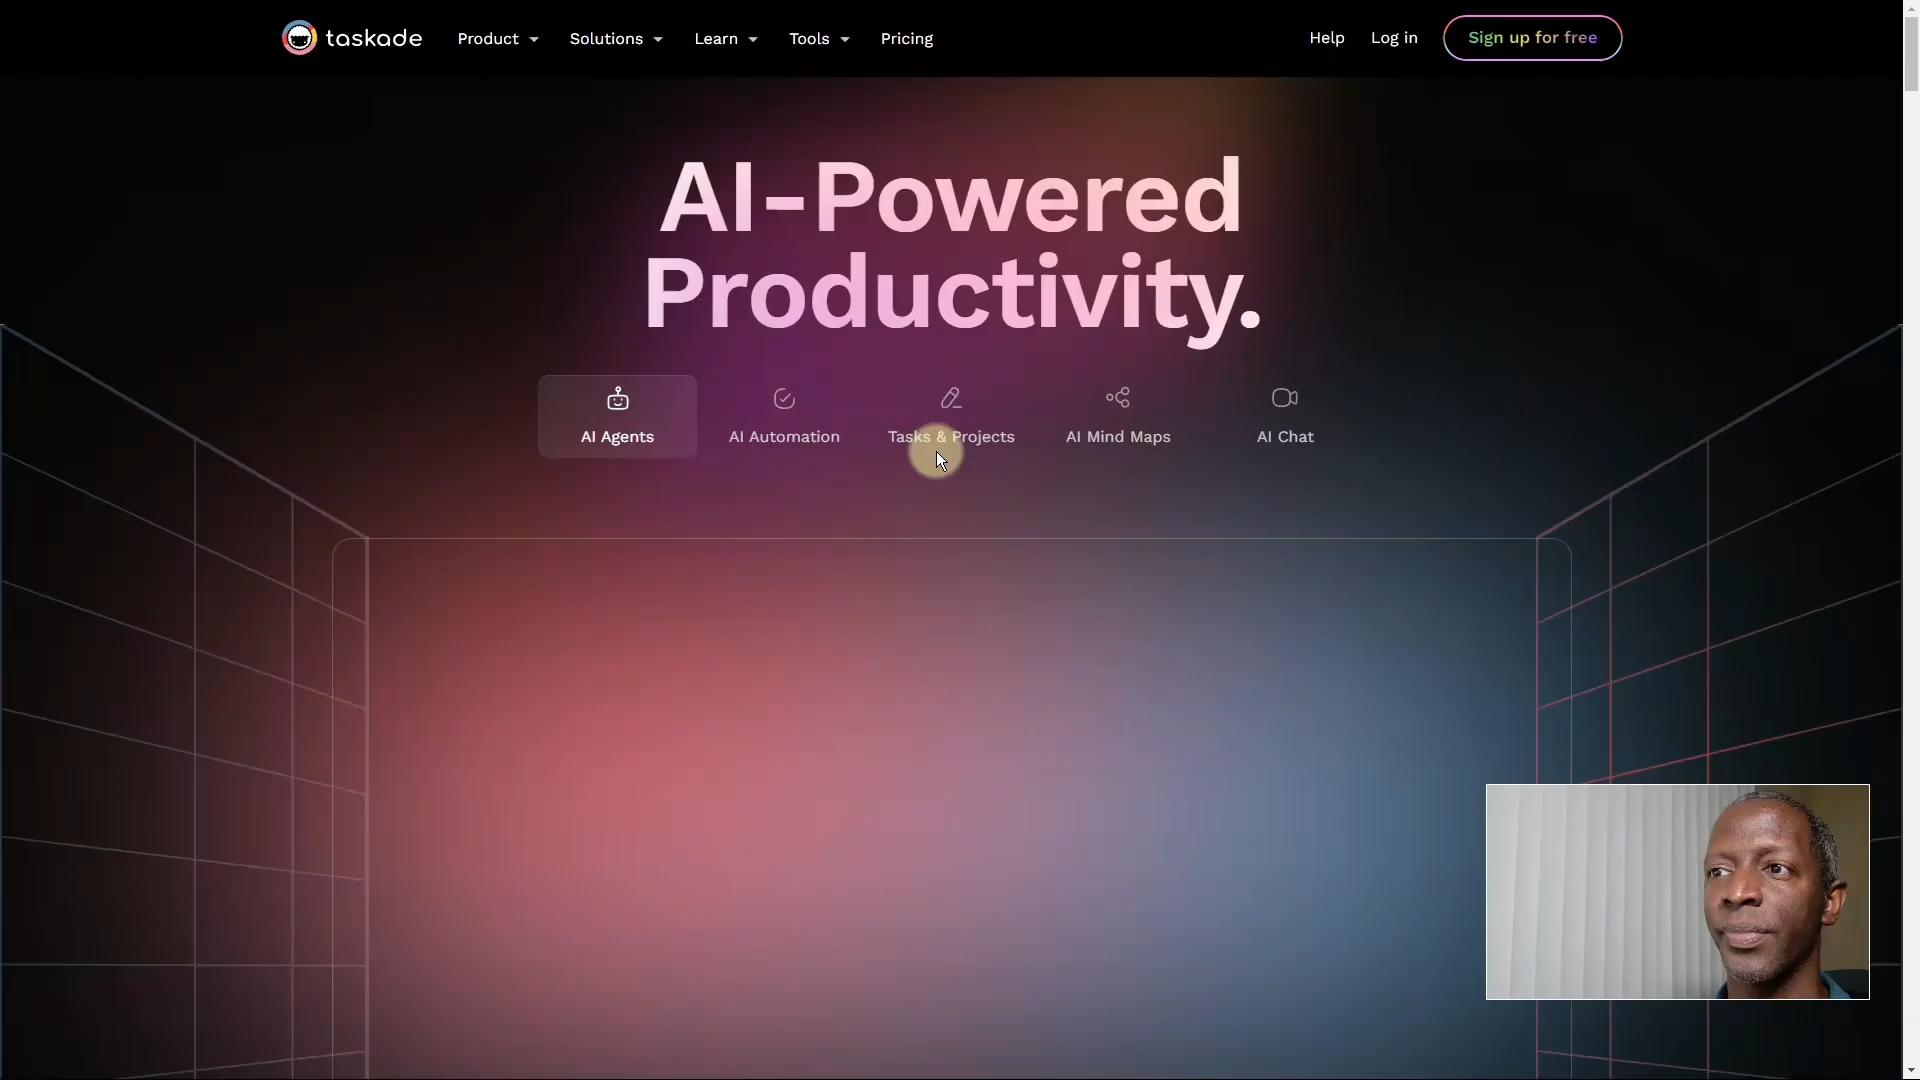 taskade
Product
Solutions
Learn
Tools
Pricing
Help
Log in
Sign up for free
AI-Powered
Productivity.
AI Agents
AI Automation
Tasks & Projects
AI Mind Maps
AI Chat